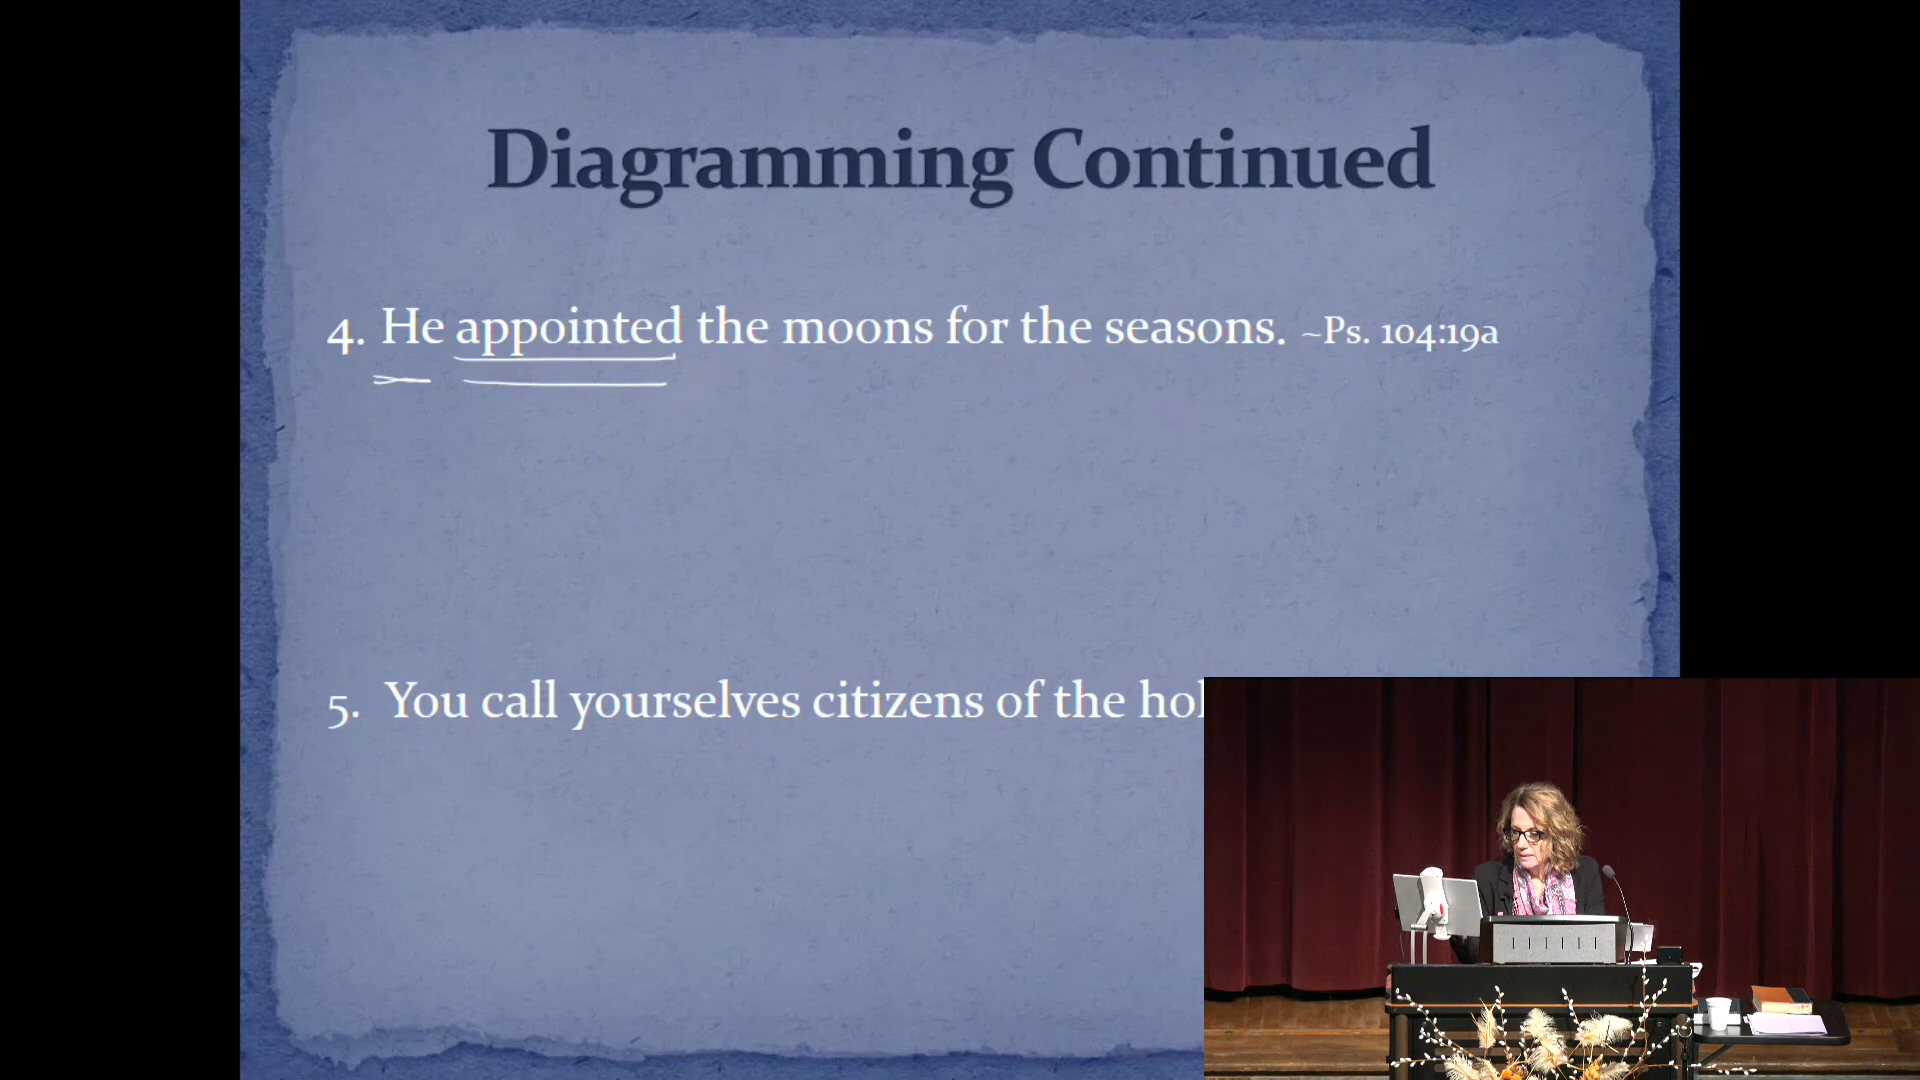 Diagramming Continued
4. He appointed the moons for the seasons. ~Ps. 104:19a
5. You call yourselves citizens of the